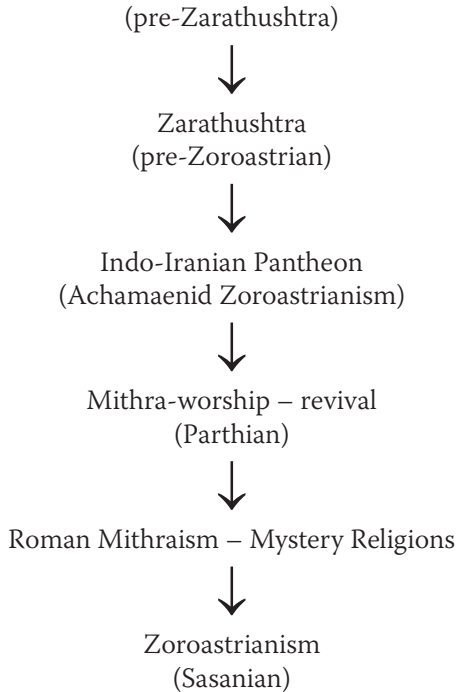 (pre-Zarathushtra)
Zarathushtra
(pre-Zoroastrian)
Indo-Iranian Pantheon
(Achamaenid Zoroastrianism)
Mithra-worship – revival
(Parthian)
Roman Mithraism – Mystery Religions
Zoroastrianism
(Sasanian)